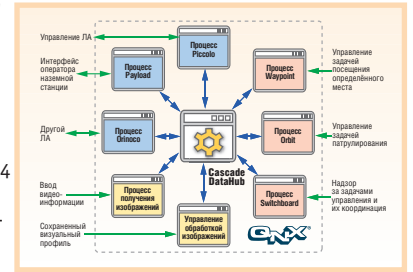 Управление ЛА
Процесс
Piccolo
Интерфейс
оператора
наземной
станции
Процесс
Payload
Процесс
Waypoint
Управление
задачей
посещения
определённого
места
Другой
ЛА
Процесс
Orinoco
Cascade
DataHub
Процесс
Orbit
Управление
задачей
патрулирования
4
Ввод
видео-
информации
Процесс
получения
изображений
Управление
обработкой
изображений
Процесс
Switchboard
Надзор
за задачами
управления и
их координация
Сохраненный
визуальный
профиль
QNX